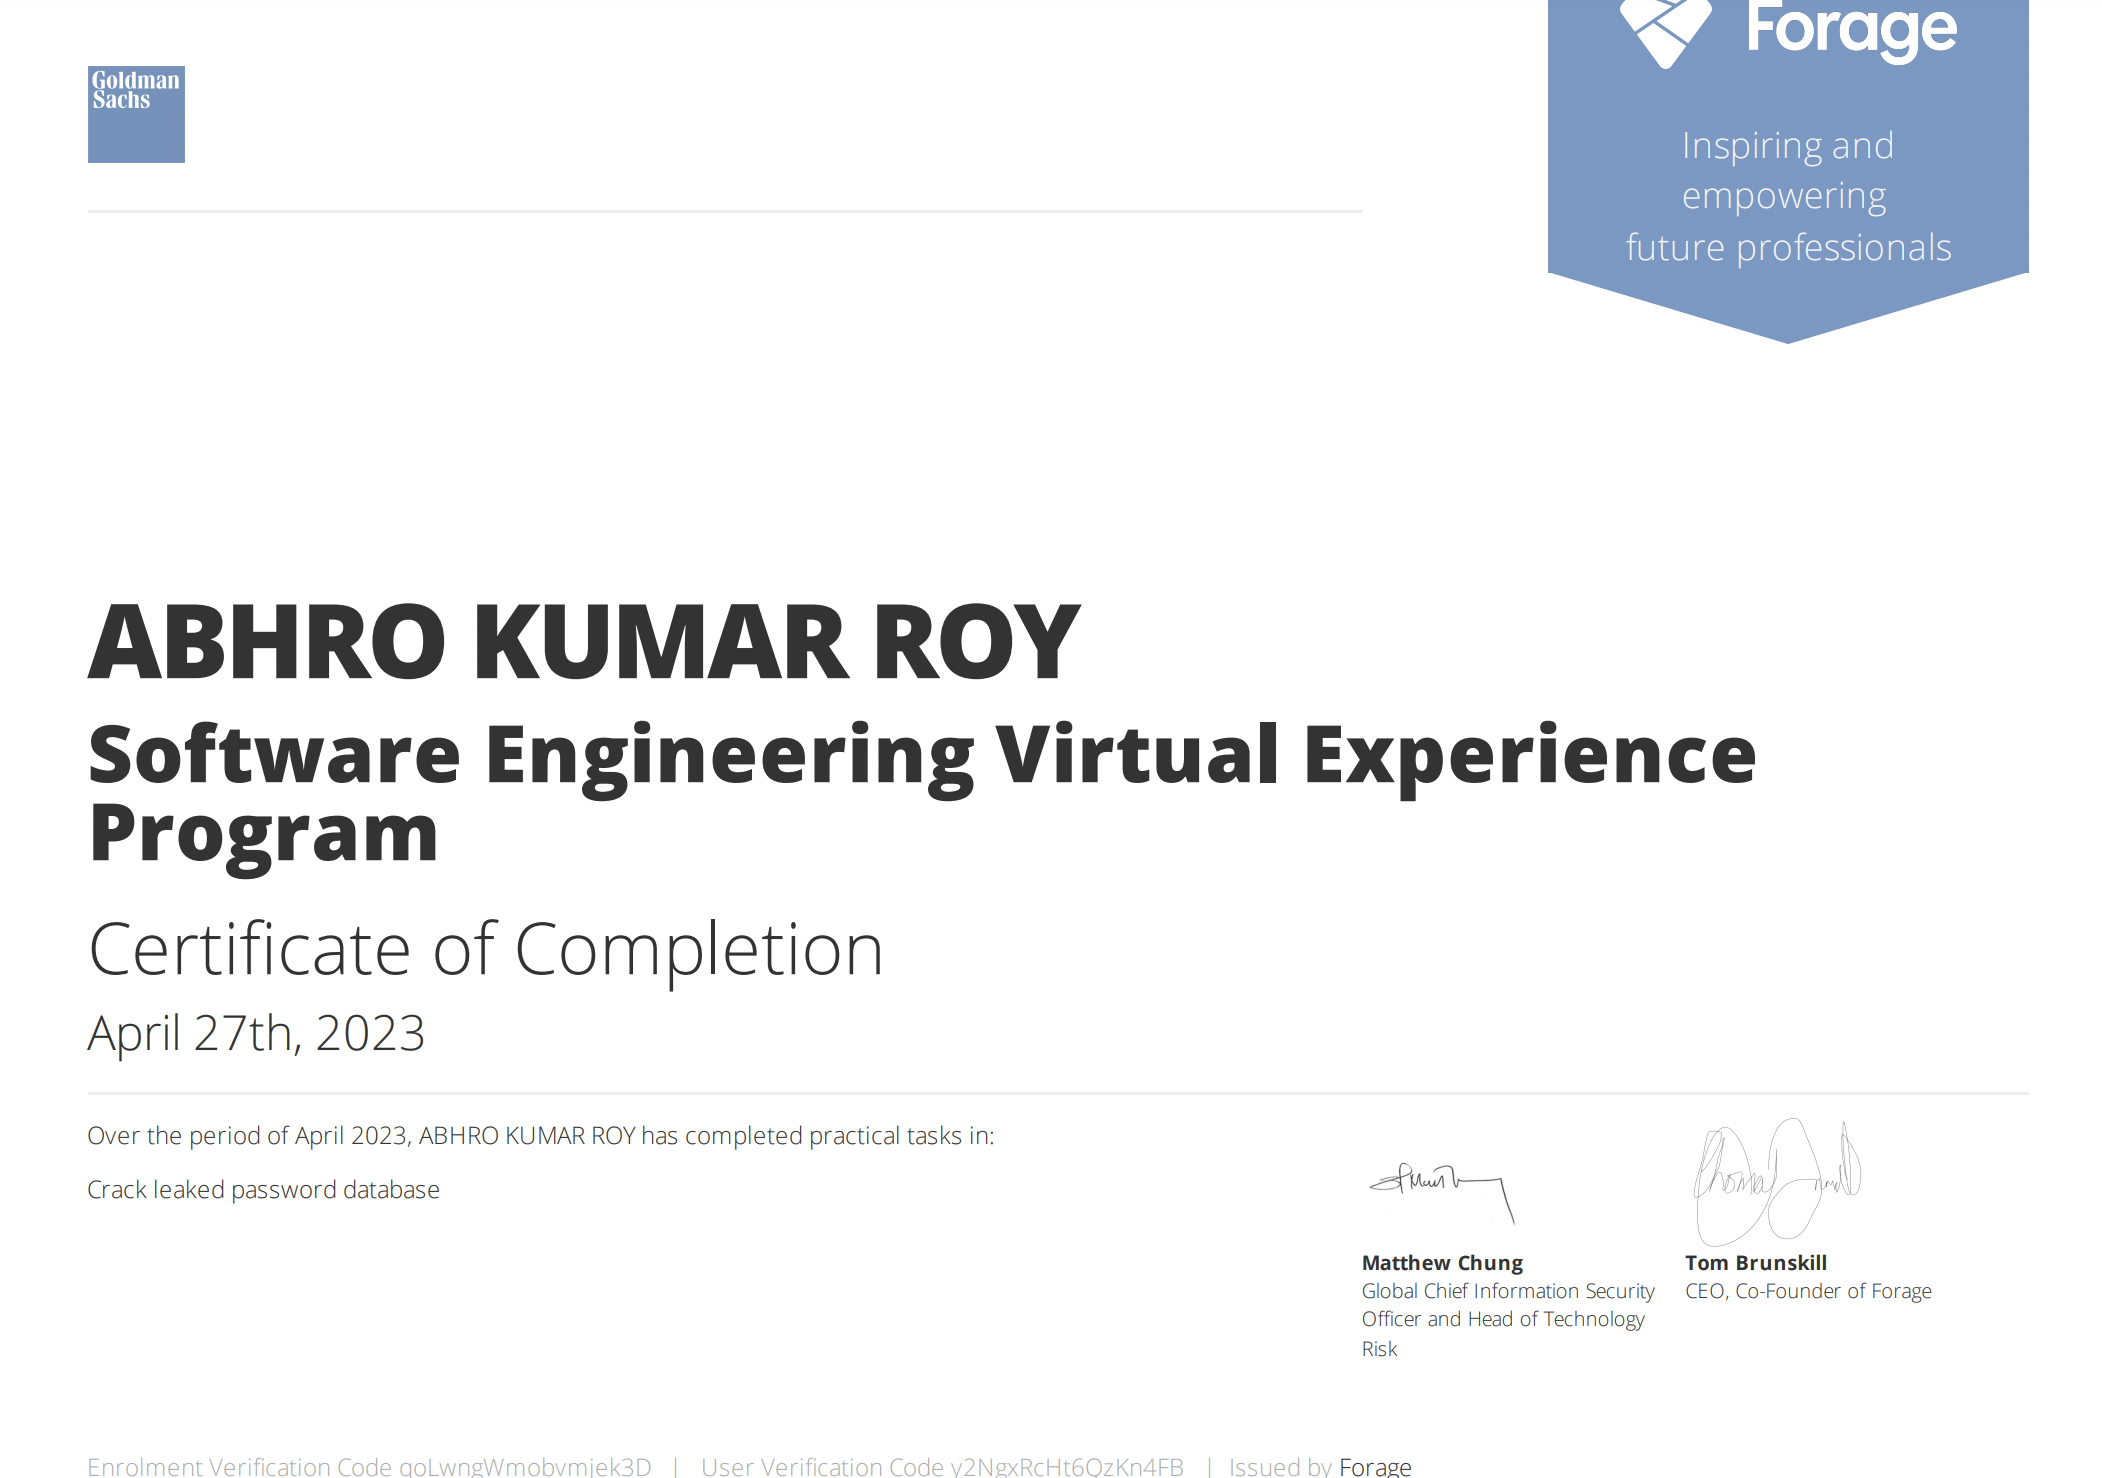 Goldman
Sachs
Forage
Inspiring and
empowering
future professionals
ABHRO KUMAR ROY
Software Engineering Virtual Experience
Program
Certificate of Completion
April 27th, 2023
Over the period of April 2023, ABHRO KUMAR ROY has completed practical tasks in:
Crack leaked password database
Matthew Chung
Global Chief Information Security
Officer and Head of Technology
Risk
Tom Brunskill
CEO, Co-Founder of Forage
Enrolment Verification Code | User Verification Code y2NgxRcHt6QzKn4FB | Issued by Forage